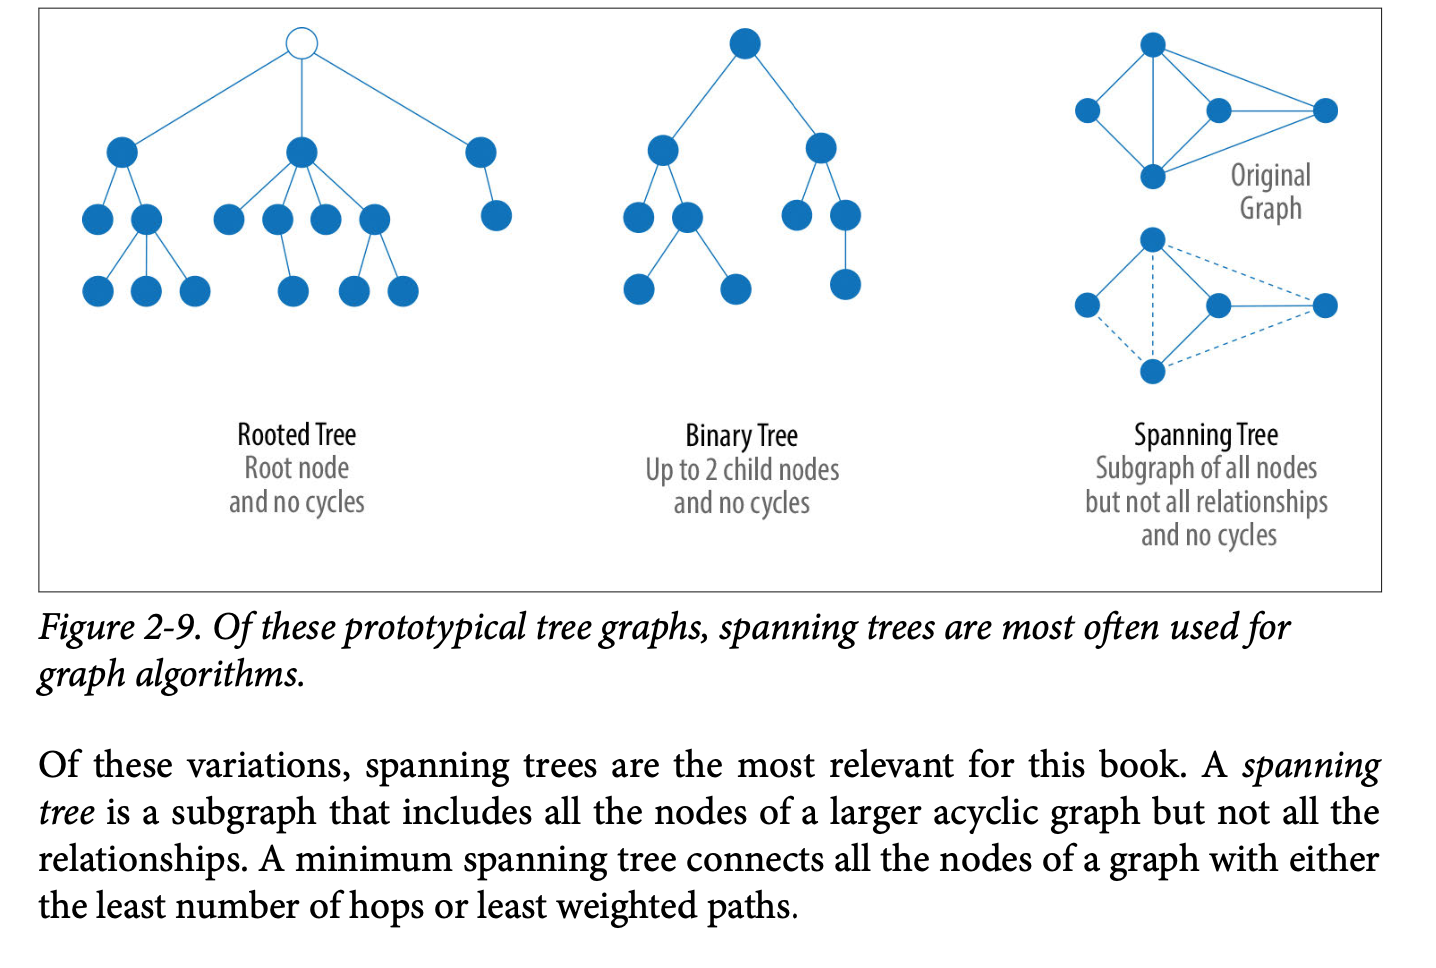 Original
Graph
Rooted Tree
Root node
and no cycles
Binary Tree
Up to 2 child nodes
and no cycles
Spanning Tree
Subgraph of all nodes
but not all relationships
and no cycles
Figure 2-9. Of these prototypical tree graphs, spanning trees are most often used for
graph algorithms.
Of these variations, spanning trees are the most relevant for this book. A spanning
tree is a subgraph that includes all the nodes of a larger acyclic graph but not all the
relationships. A minimum spanning tree connects all the nodes of a graph with either
the least number of hops or least weighted paths.